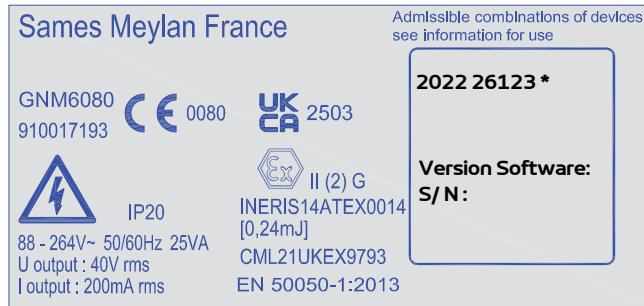 Sames Meylan France
Admissible combinations of devices
see information for use
GNM6080
910017193
CE 0080
UK
CA 2503
2022 26123 *
Version Software:
S/ N :
Ex II (2) G
IP20
INERIS14ATEX0014
[0,24mJ]
CML21UKEX9793
EN 50050-1:2013
88 - 264V~ 50/60Hz 25VA
U output : 40V rms
I output : 200mA rms